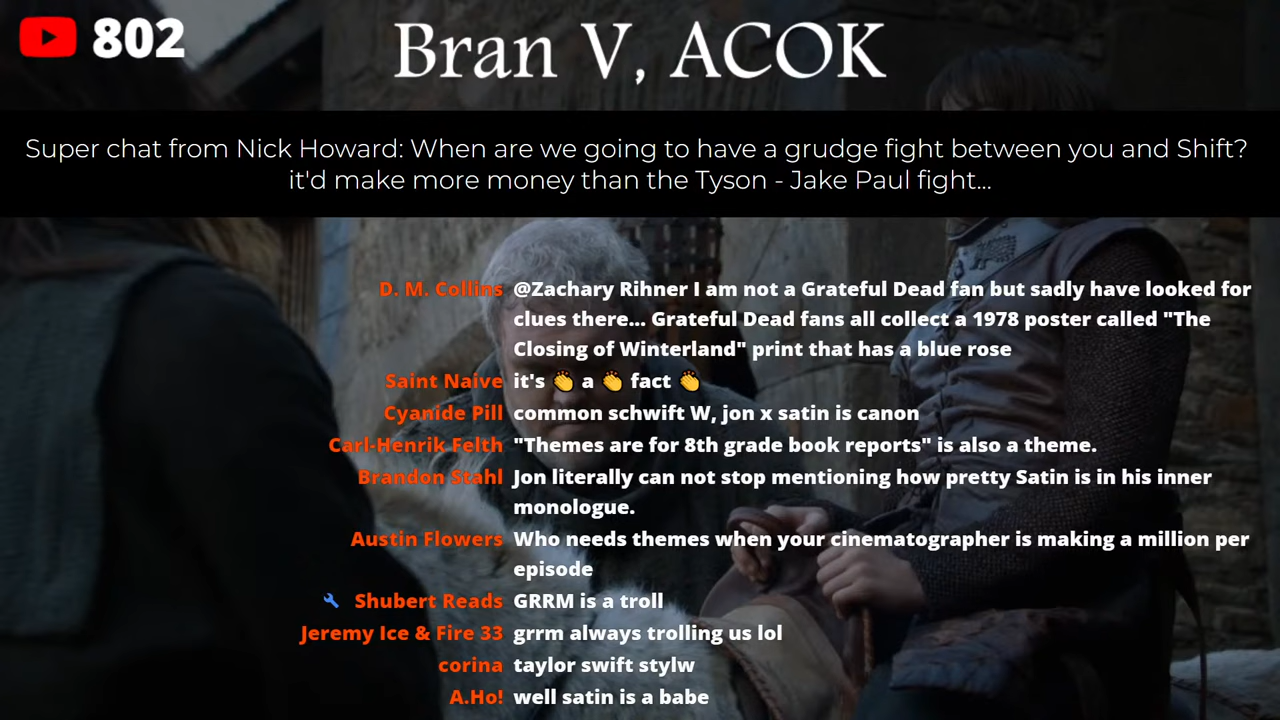 802
Bran V, ACOK
Super chat from Nick Howard: When are we going to have a grudge fight between you and Shift?
it'd make more money than the Tyson - Jake Paul fight...
D. M. Collins @Zachary Rihner I am not a Grateful Dead fan but sadly have looked for
clues there... Grateful Dead fans all collect a 1978 poster called "The
Closing of Winterland" print that has a blue rose
Saint Naive it's 👏 a 👏 fact 👏
Cyanide Pill common schwift W, jon x satin is canon
Carl-Henrik Felth "Themes are for 8th grade book reports" is also a theme.
Brandon Stahl Jon literally can not stop mentioning how pretty Satin is in his inner
monologue.
Austin Flowers Who needs themes when your cinematographer is making a million per
episode
Shubert Reads GRRM is a troll
Jeremy Ice & Fire 33 grrm always trolling us lol
corina taylor swift stylw
A.Ho! well satin is a babe